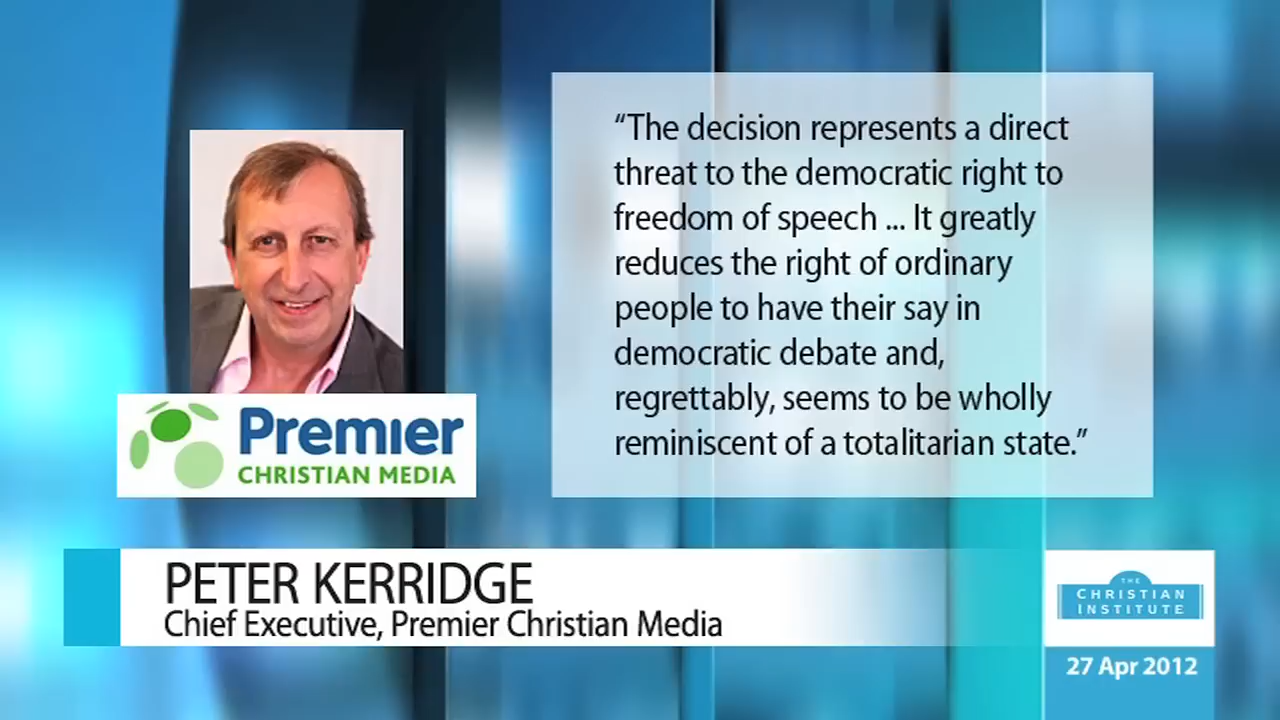 “The decision represents a direct
threat to the democratic right to
freedom of speech ... It greatly
reduces the right of ordinary
people to have their say in
democratic debate and,
regrettably, seems to be wholly
reminiscent of a totalitarian state.”
Premier
CHRISTIAN MEDIA
PETER KERRIDGE
Chief Executive, Premier Christian Media
THE
CHRISTIAN
INSTITUTE
27 Apr 2012